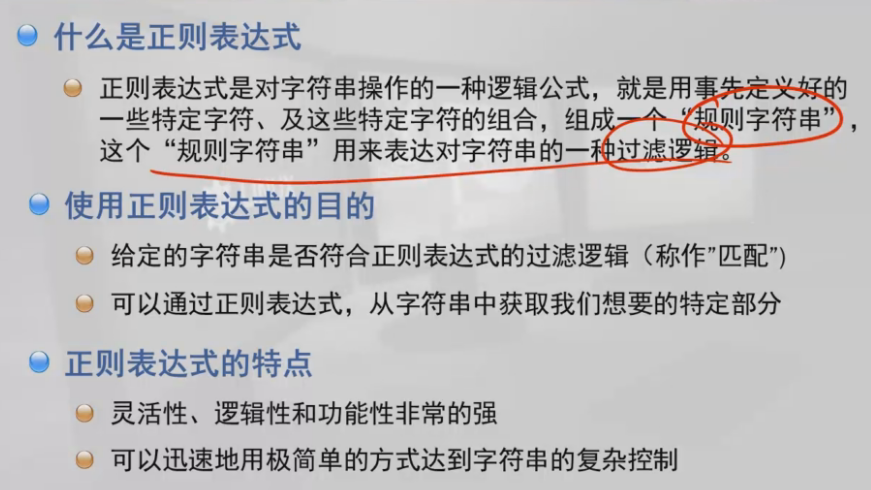 什么是正则表达式
正则表达式是对字符串操作的一种逻辑公式，就是用事先定义好的
一些特定字符、及这些特定字符的组合，组成一个“规则字符串”，
这个“规则字符串”用来表达对字符串的一种过滤逻辑。
使用正则表达式的目的
给定的字符串是否符合正则表达式的过滤逻辑（称作”匹配”)
可以通过正则表达式，从字符串中获取我们想要的特定部分
正则表达式的特点
灵活性、逻辑性和功能性非常的强
可以迅速地用极简单的方式达到字符串的复杂控制